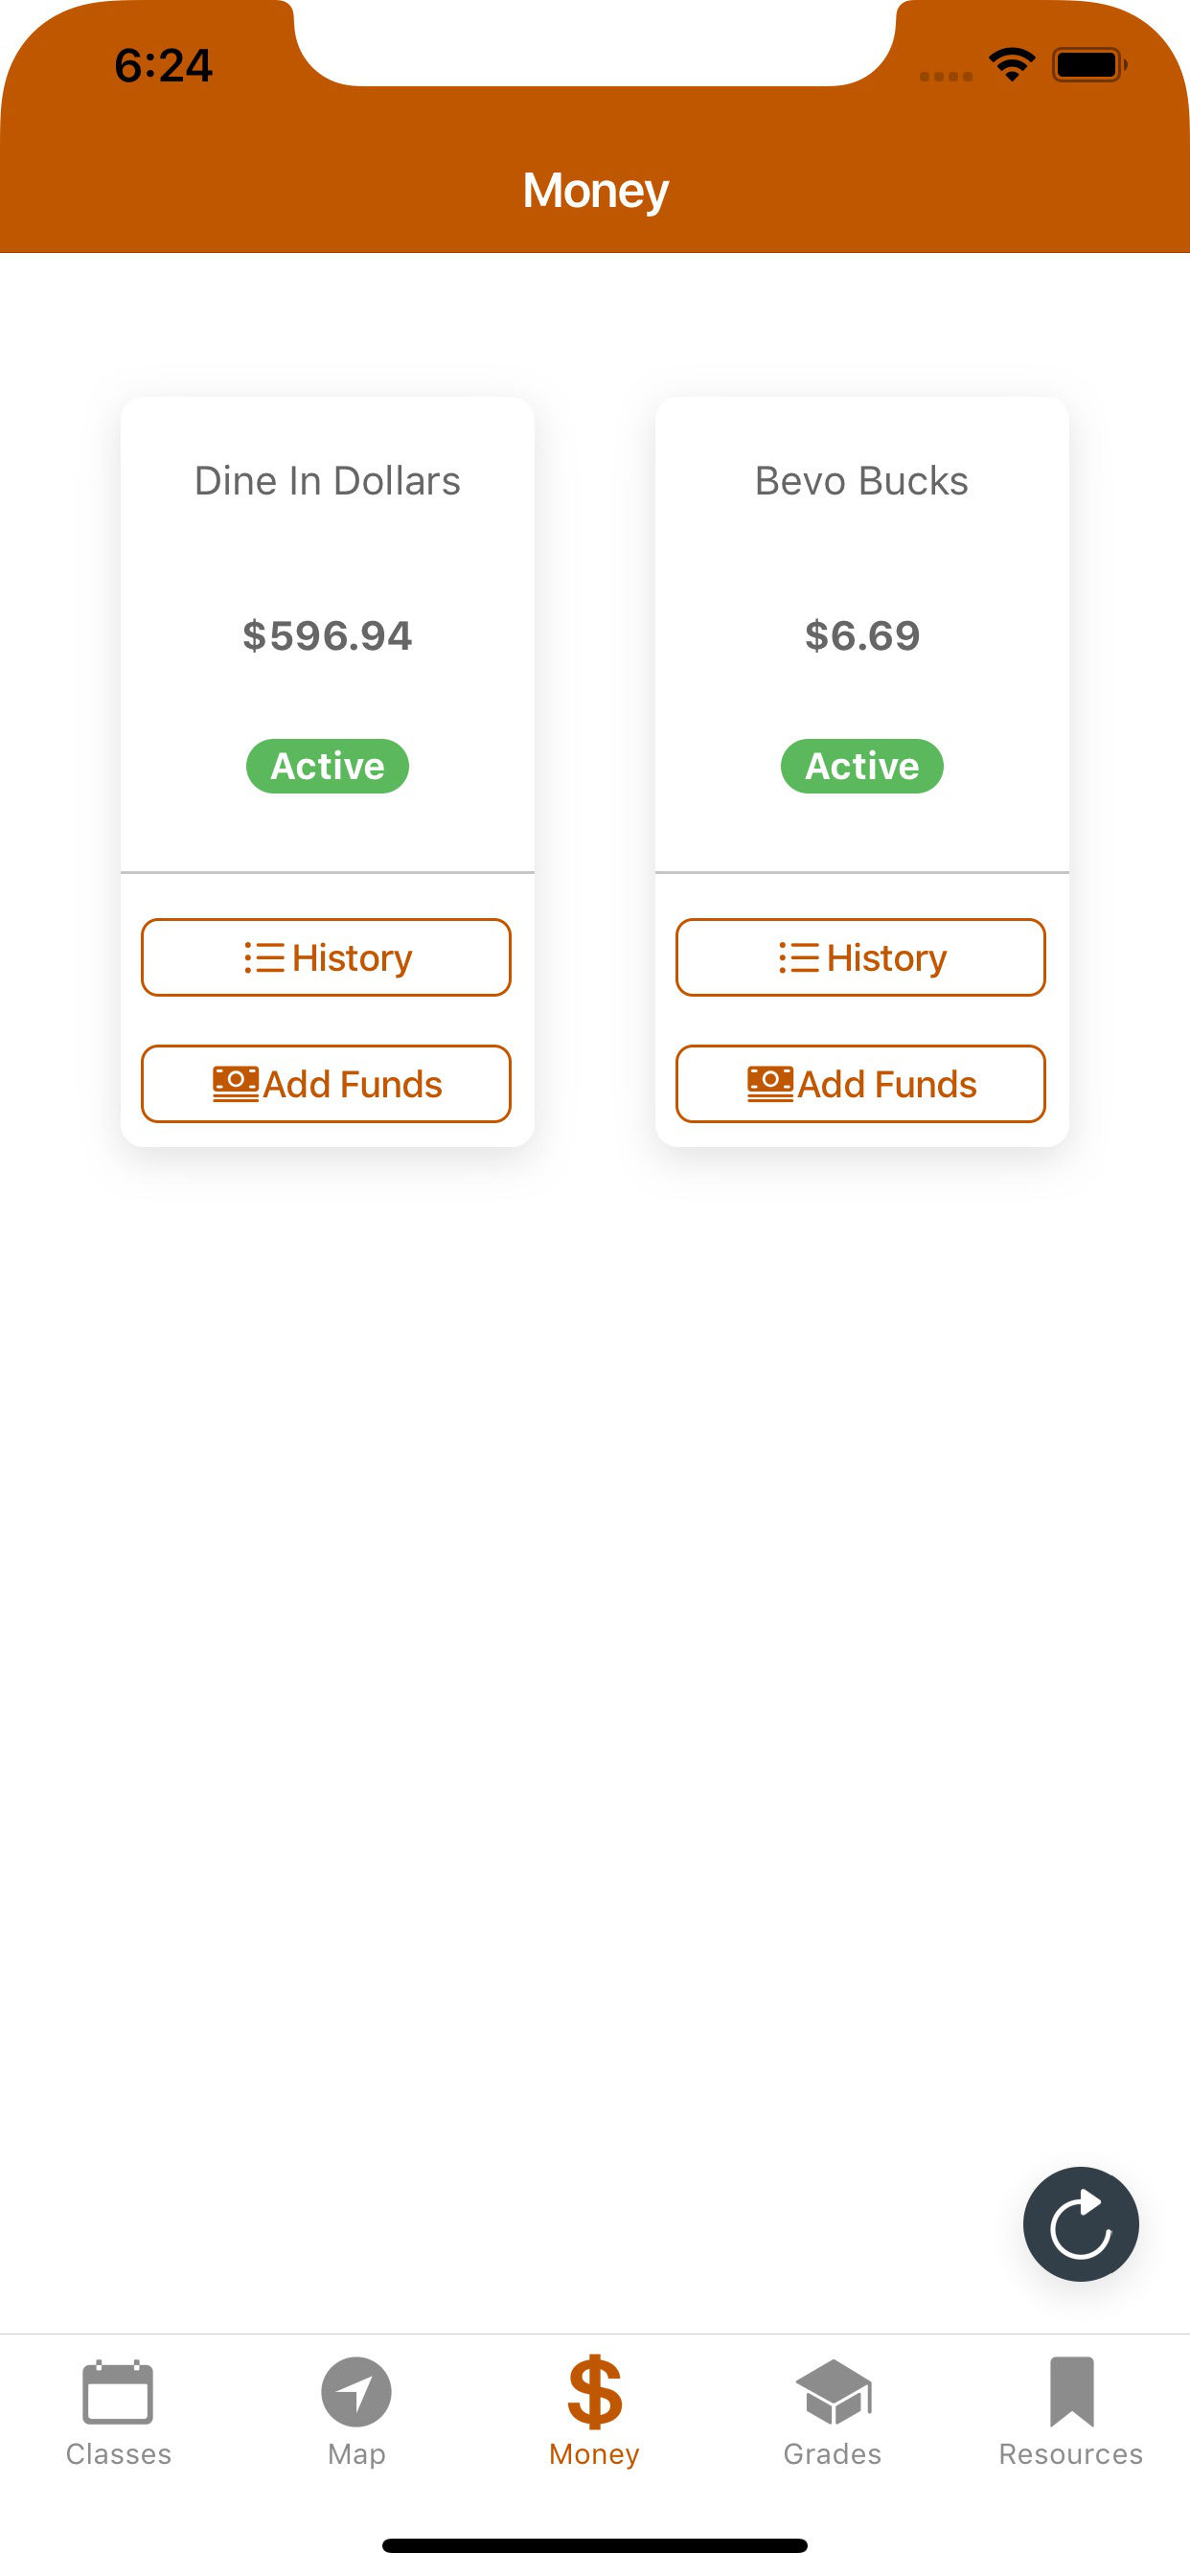 6:24
Money
Dine In Dollars
$596.94
Active
History
Add Funds
Bevo Bucks
$6.69
Active
History
Add Funds
Classes
Map
Money
Grades
Resources